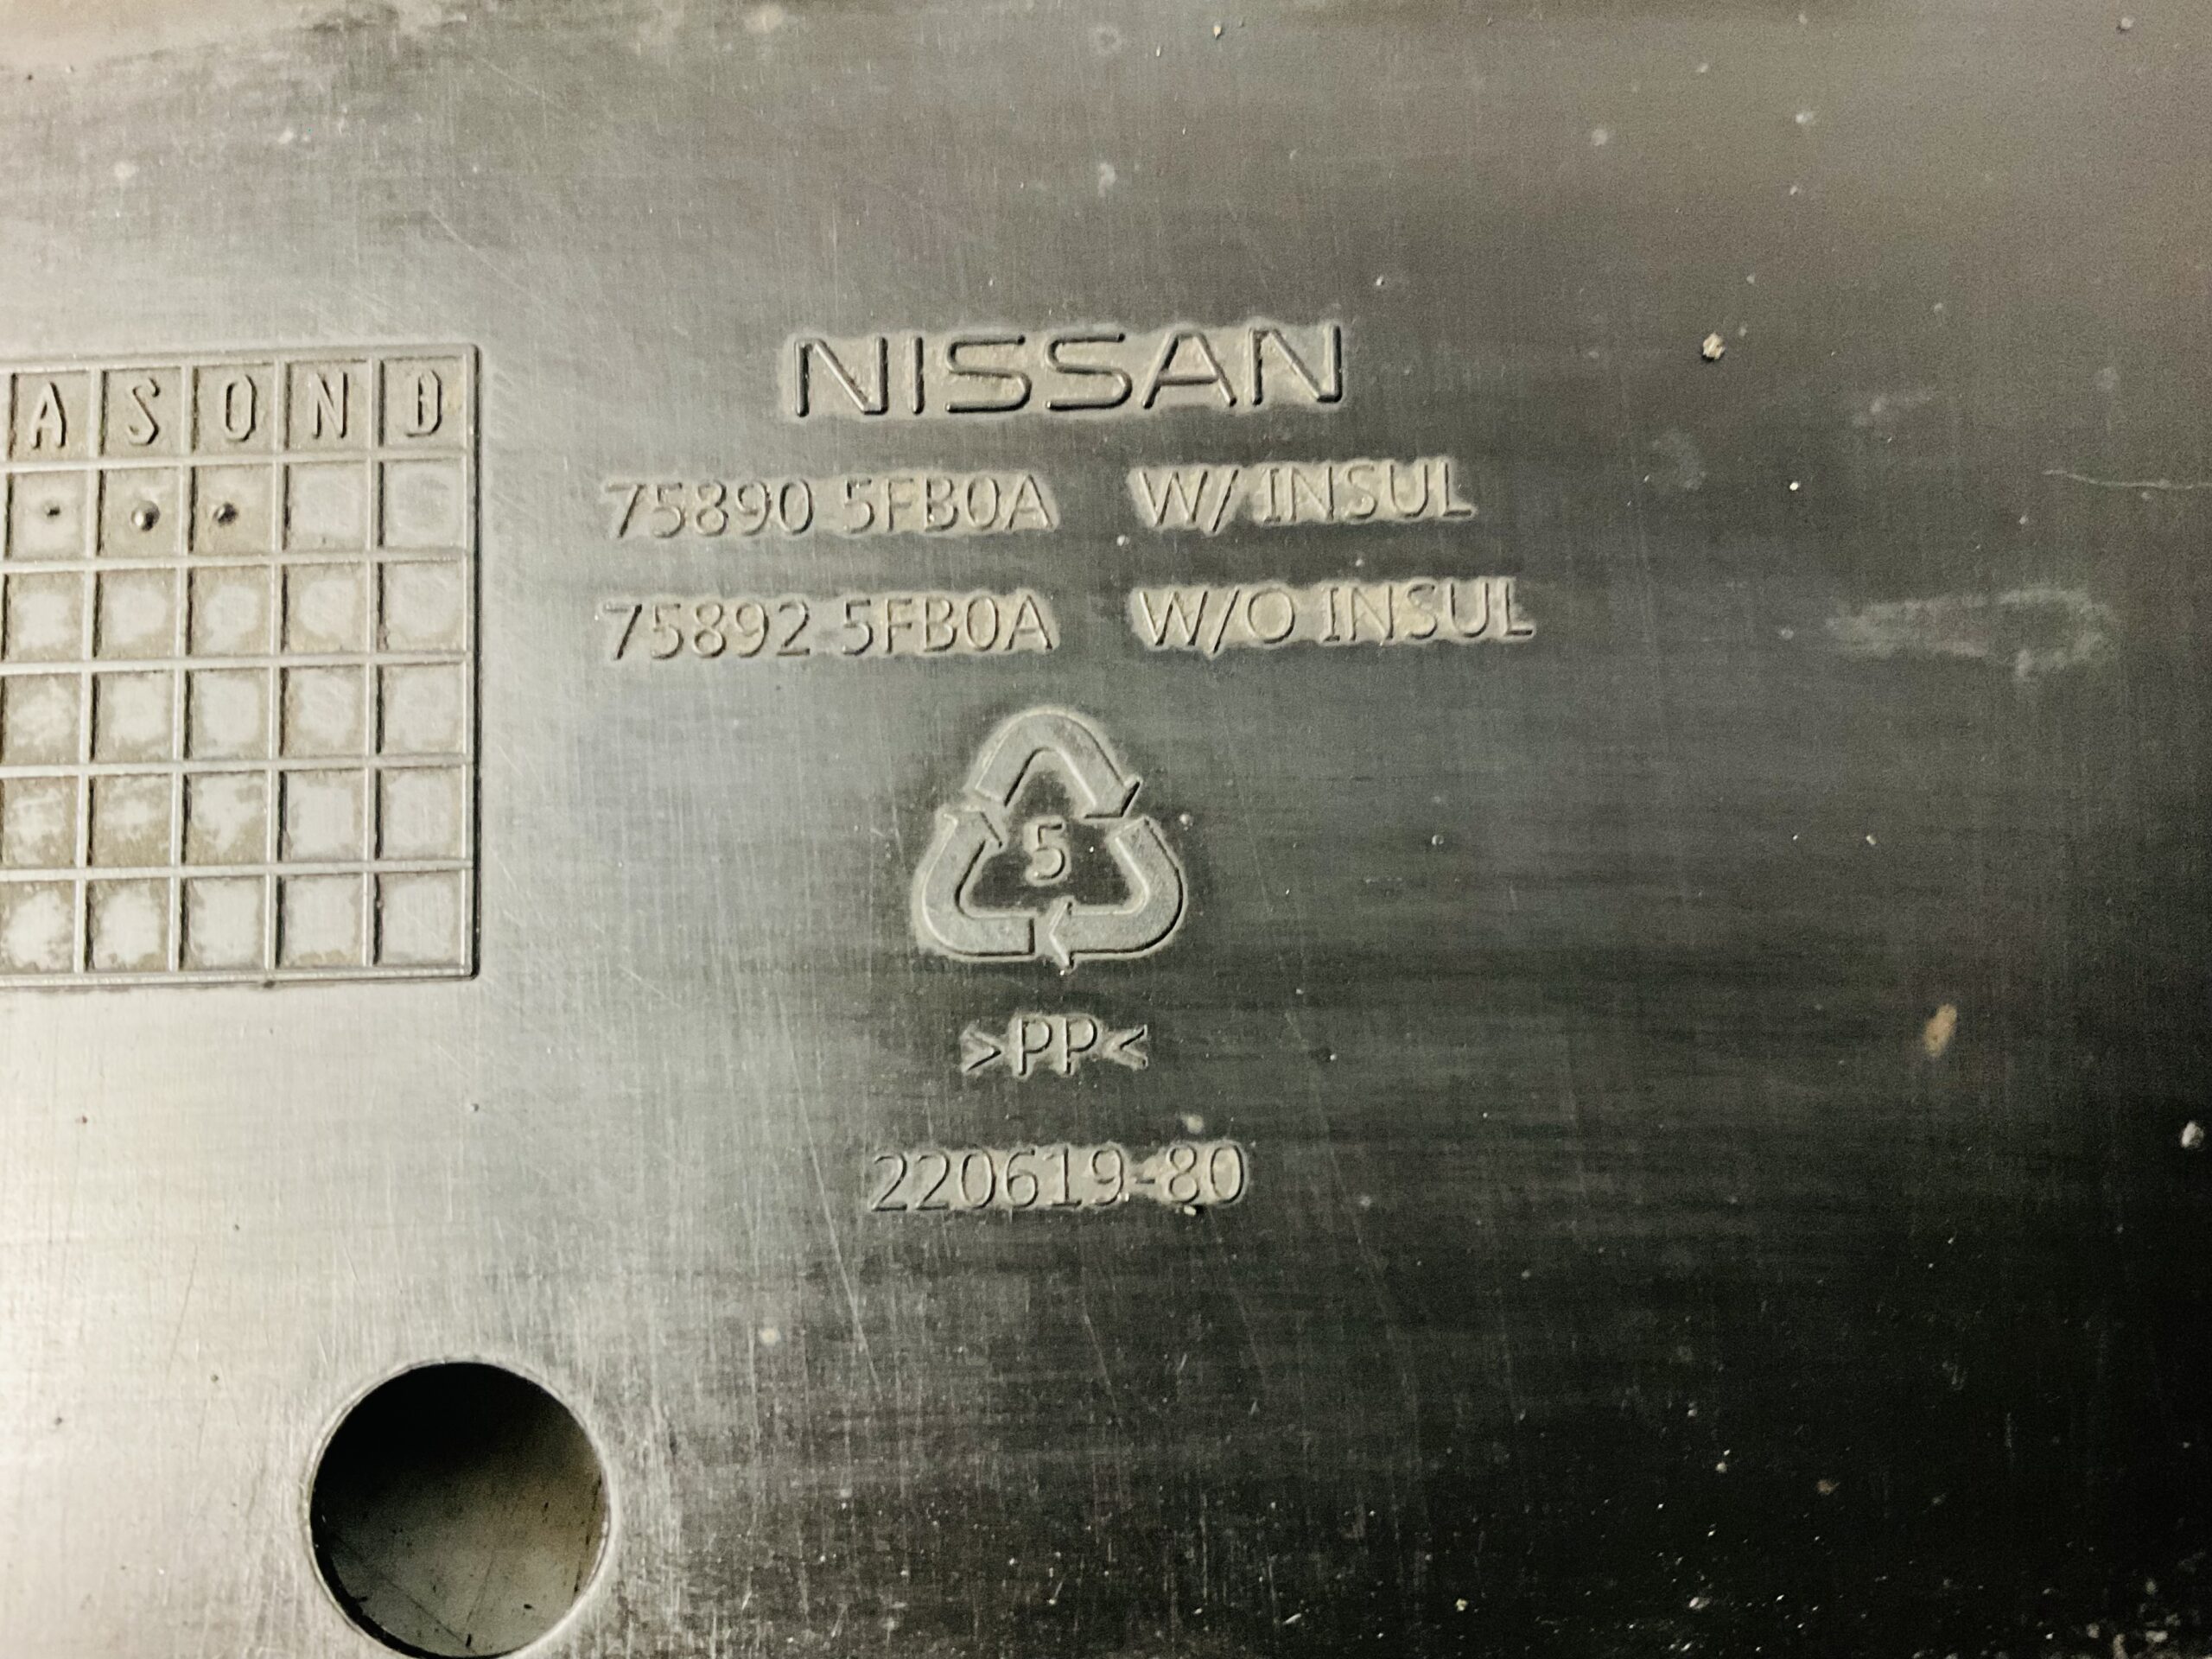 NISSAN
A S O N D
75890 5FB0A W/ INSUL
75892 5FB0A W/O INSUL
5
>PP<
220619-80